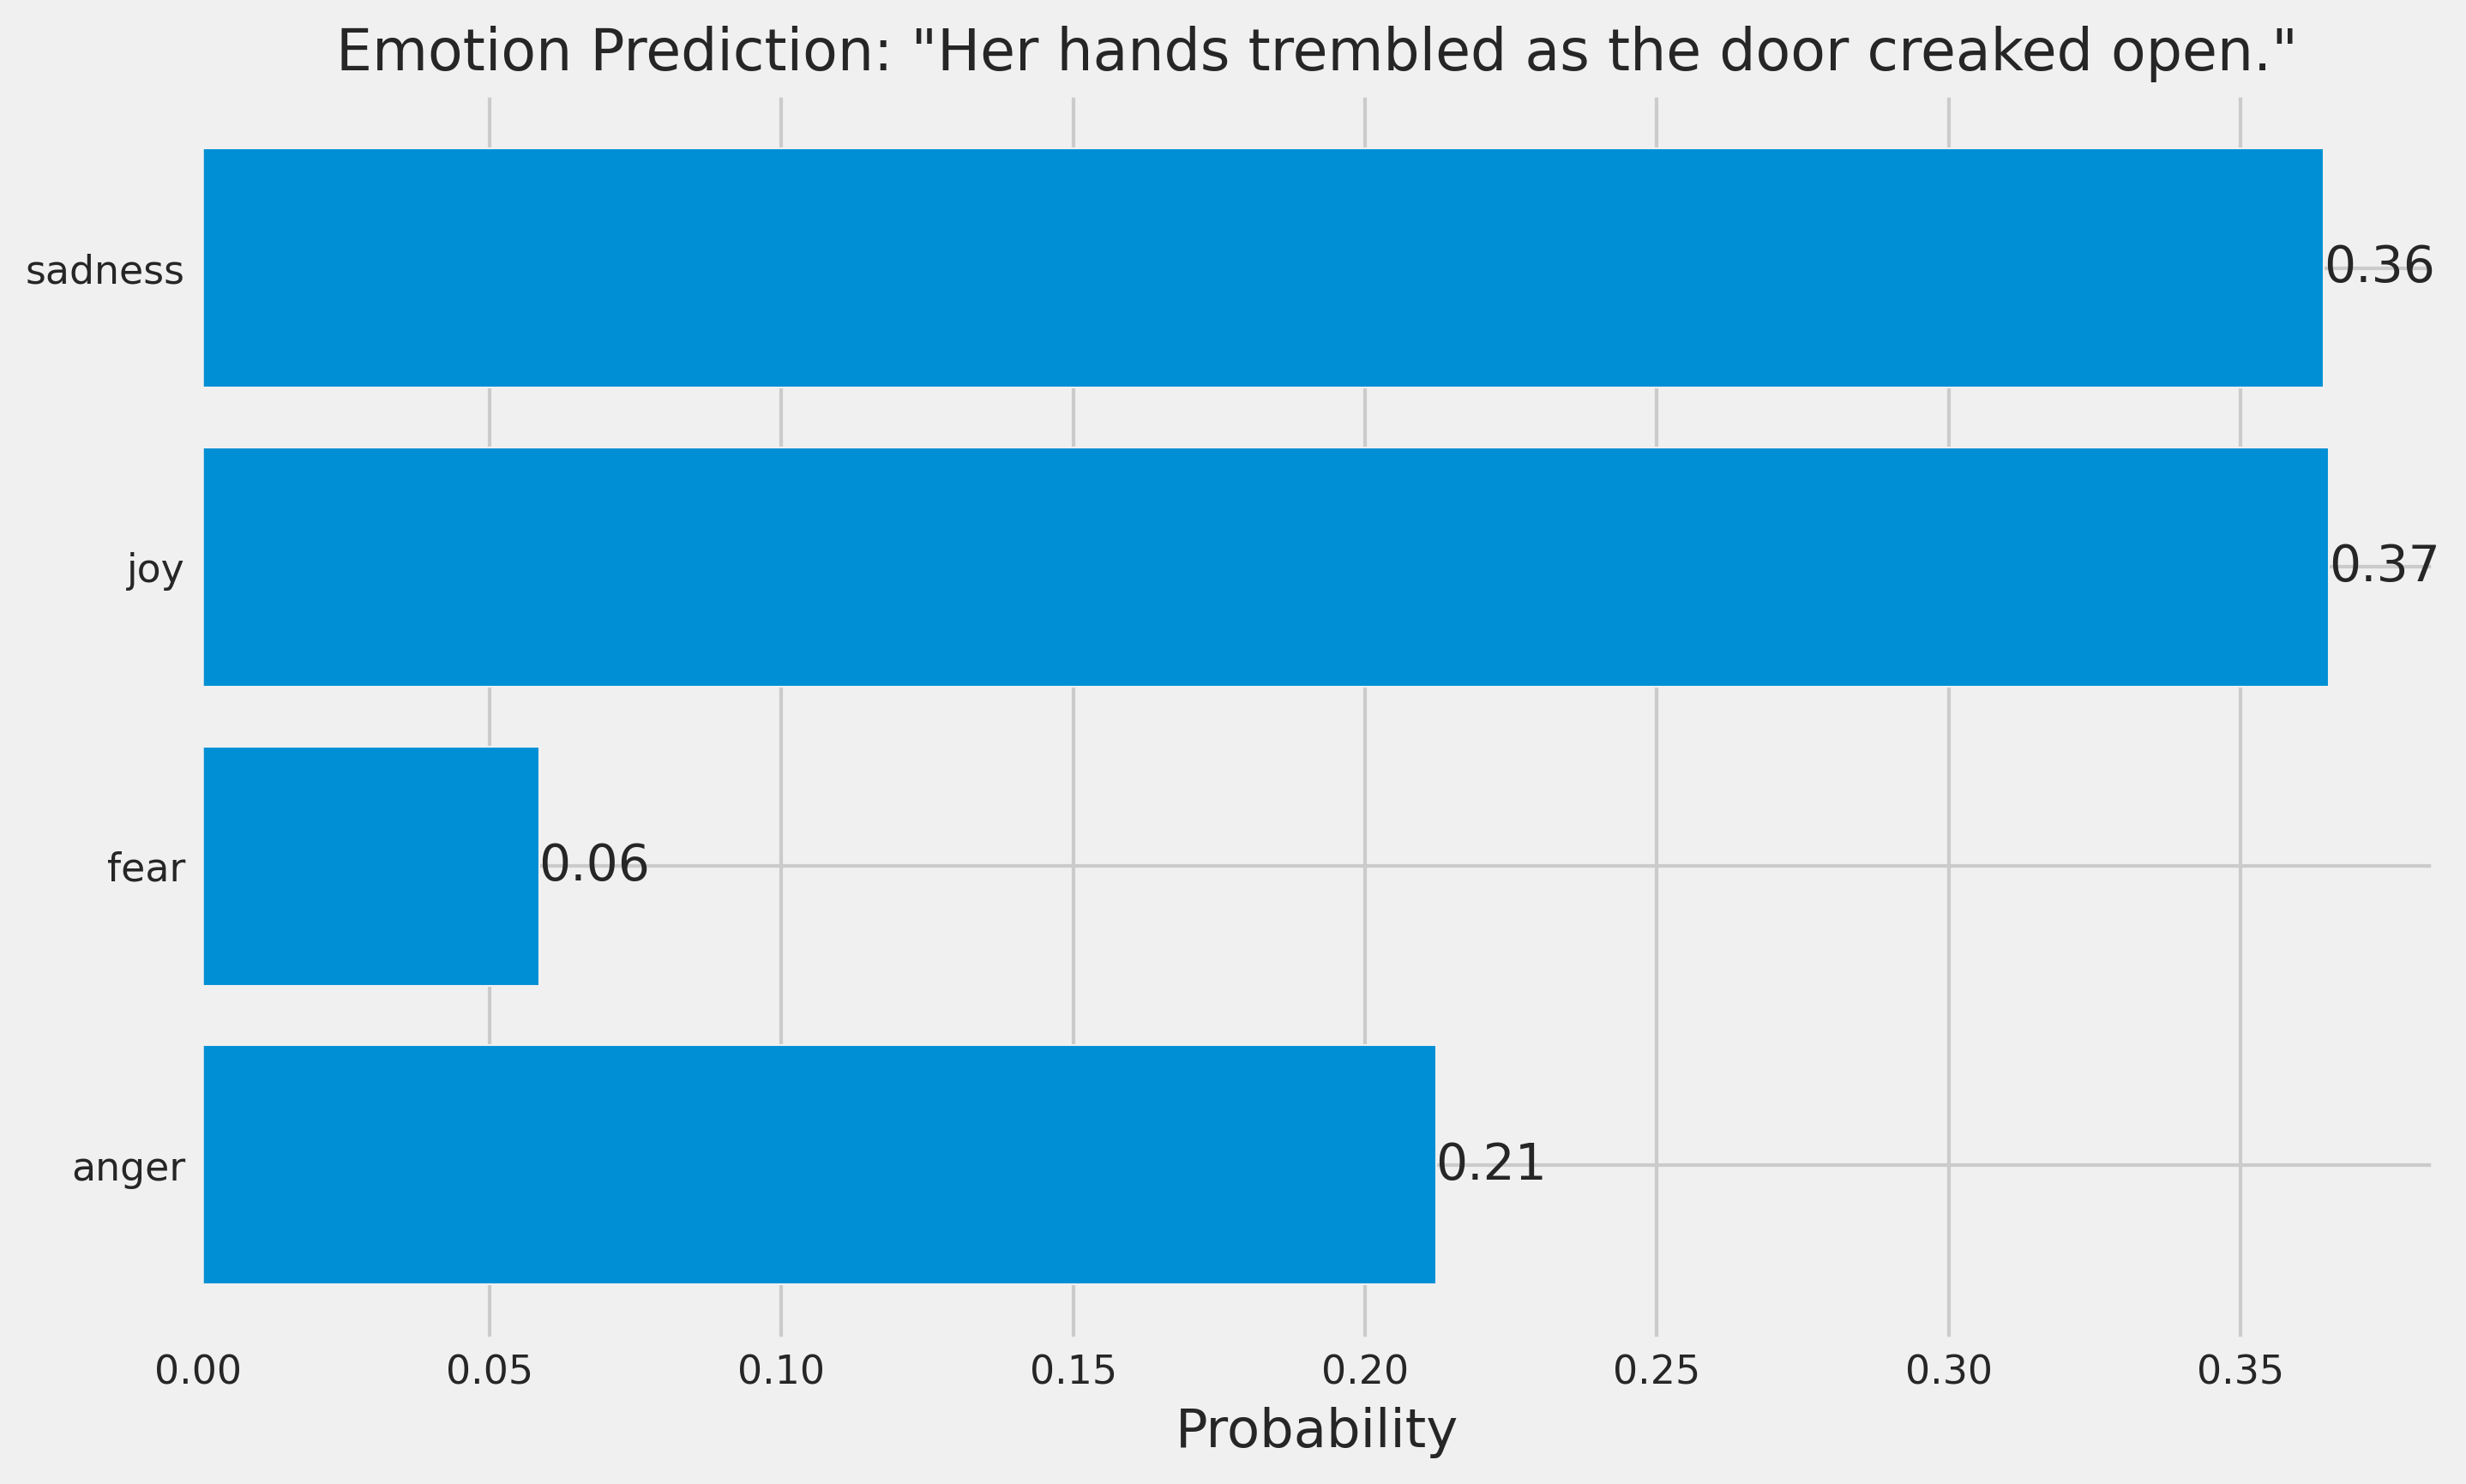 Emotion Prediction: "Her hands trembled as the door creaked open."
sadness
0.36
joy
0.37
fear
0.06
anger
0.21
0.00 0.05 0.10 0.15 0.20 0.25 0.30 0.35
Probability